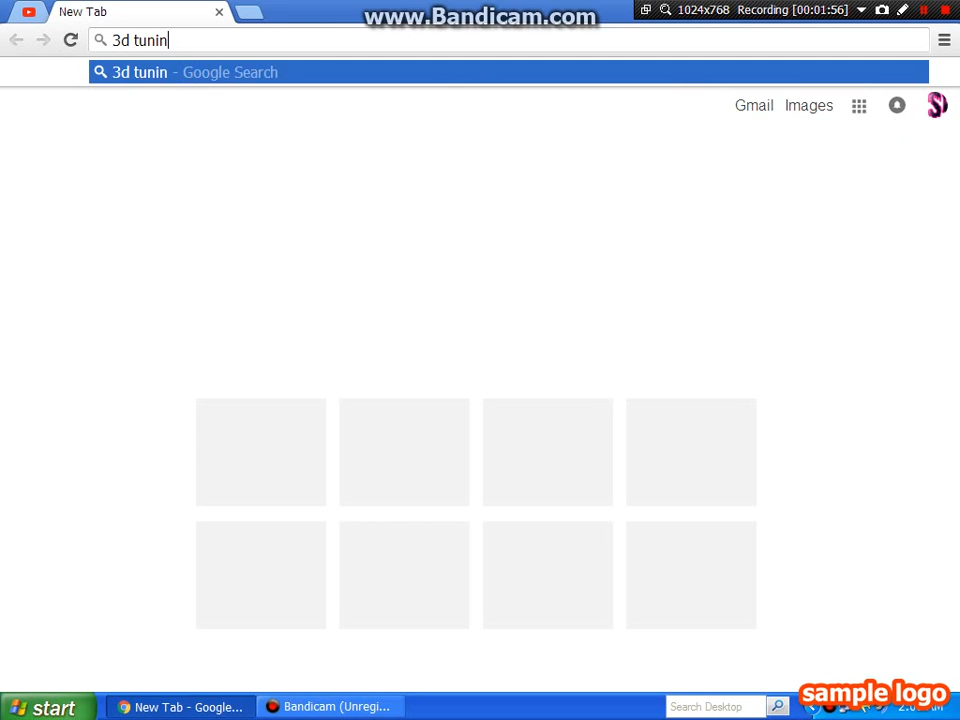 www.Bandicam.com
1024x768 Recording [00:01:56]
New Tab
3d tunin
3d tunin - Google Search
Gmail Images
start
New Tab - Google...
Bandicam (Unregi...
Search Desktop
sample logo